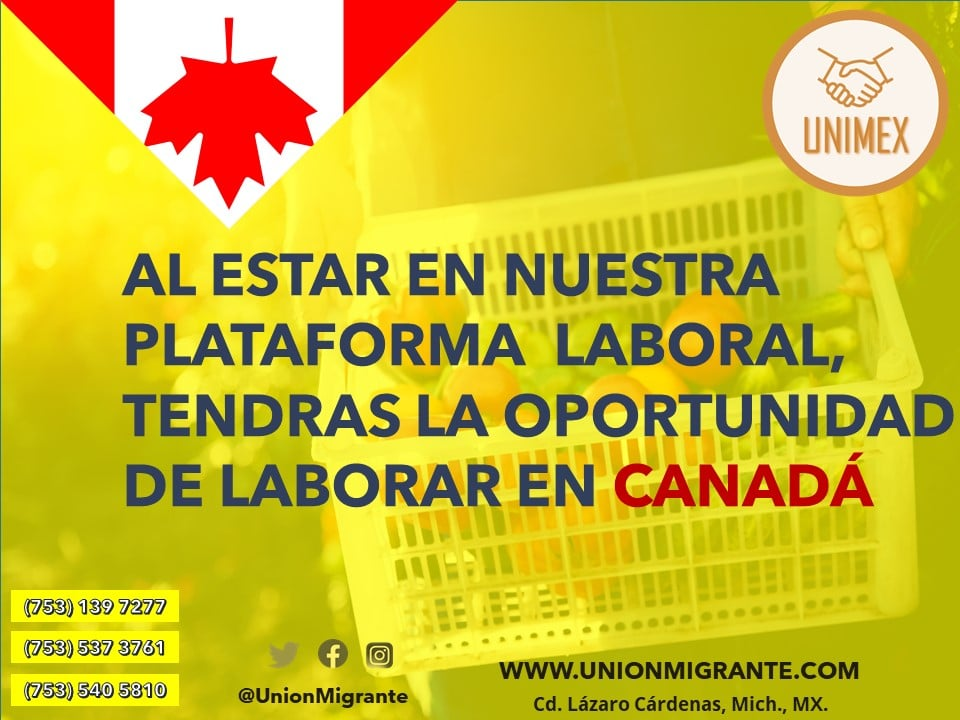 UNIMEX
AL ESTAR EN NUESTRA
PLATAFORMA LABORAL,
TENDRAS LA OPORTUNIDAD
DE LABORAR EN CANADÁ
(753) 139 7277
(753) 537 3761
(753) 540 5810
@UnionMigrante
WWW.UNIONMIGRANTE.COM
Cd. Lázaro Cárdenas, Mich., MX.